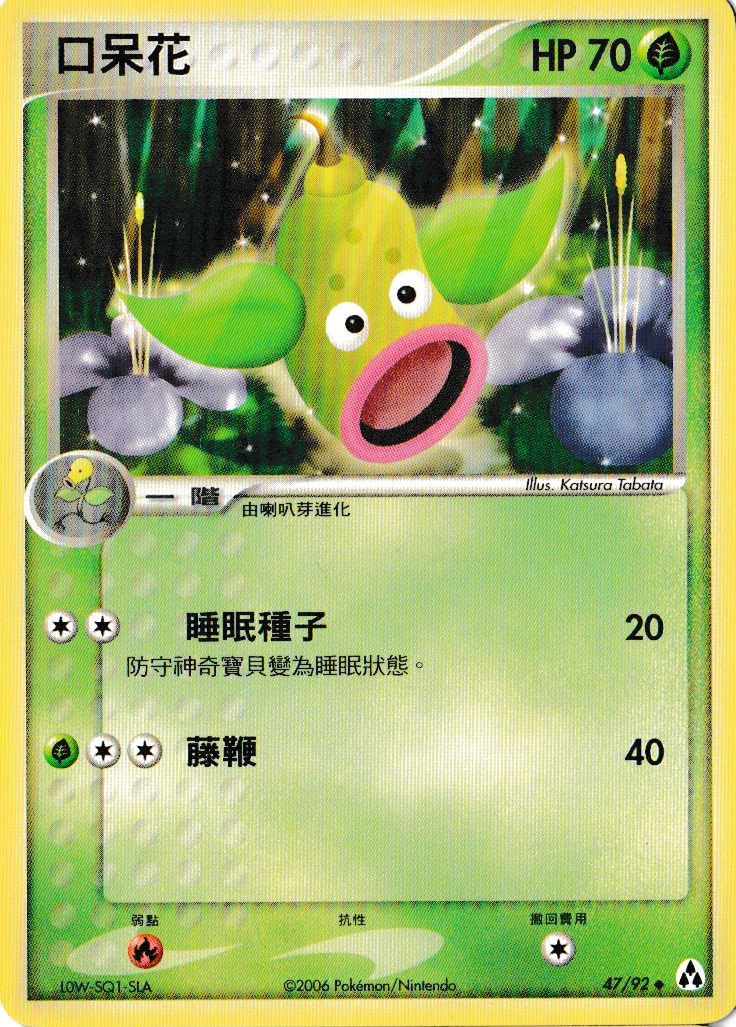 口呆花 HP 70
Illus. Katsura Tabata
一階
由喇叭芽進化
睡眠種子 20
防守神奇寶貝變為睡眠狀態。
藤鞭 40
弱點 抗性 撤回費用
LOW-SQ1-SLA ©2006 Pokémon/Nintendo 47/92